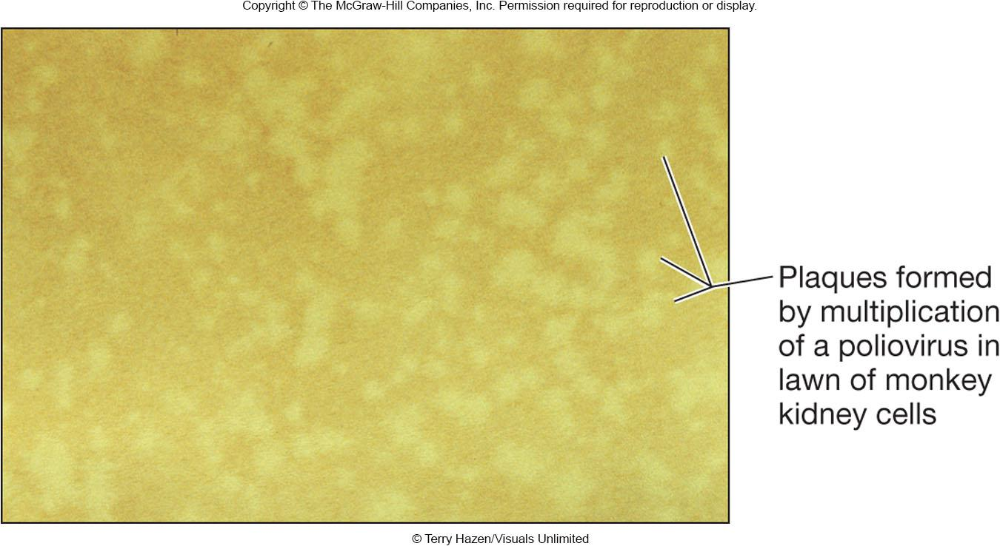 Copyright © The McGraw-Hill Companies, Inc. Permission required for reproduction or display.
Plaques formed
by multiplication
of a poliovirus in
lawn of monkey
kidney cells
© Terry Hazen/Visuals Unlimited